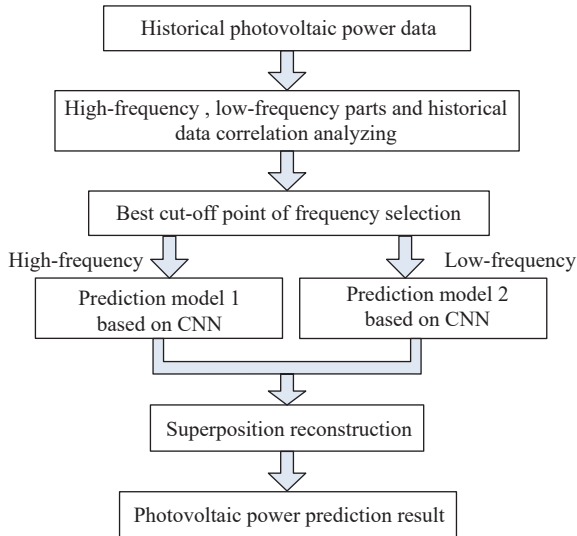 Historical photovoltaic power data
High-frequency , low-frequency parts and historical
data correlation analyzing
Best cut-off point of frequency selection
High-frequency
Low-frequency
Prediction model 1
based on CNN
Prediction model 2
based on CNN
Superposition reconstruction
Photovoltaic power prediction result